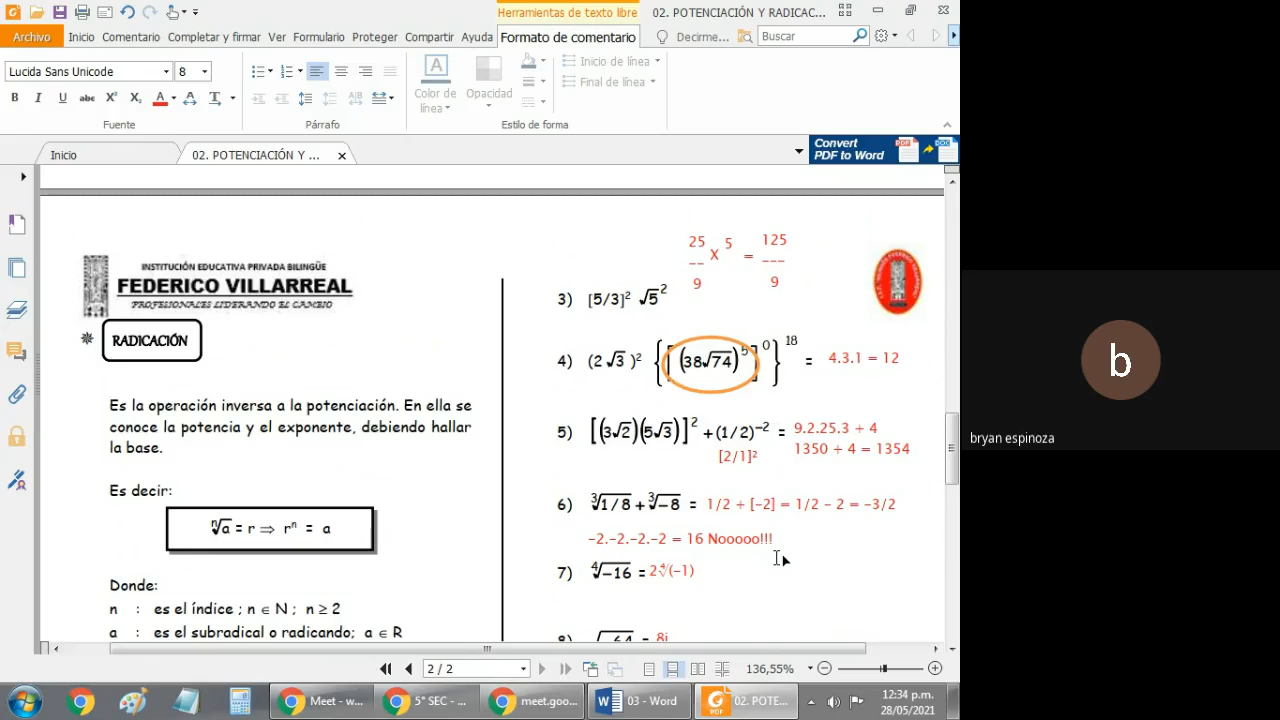 Herramientas de texto libre
02. POTENCIACIÓN Y RADICAC...
Archivo Inicio Comentario Completar y firmar Ver Formulario Proteger Compartir Ayuda Formato de comentario Decirme... Buscar
Lucida Sans Unicode 8
Color de línea
Opacidad
Inicio de línea
Final de línea
Fuente Párrafo Estilo de forma
Inicio
02. POTENCIACIÓN Y ...
Convert
PDF to Word
INSTITUCIÓN EDUCATIVA PRIVADA BILINGÜE
FEDERICO VILLARREAL
PROFESIONALES LIDERANDO EL CAMBIO
RADICACIÓN
Es la operación inversa a la potenciación. En ella se
conoce la potencia y el exponente, debiendo hallar
la base.
Es decir:
ⁿ√a = r ⇒ rⁿ = a
Donde:
n : es el índice ; n ∈ N ; n ≥ 2
a : es el subradical o radicando; a ∈ R
25/9 X 5 = 125/9
3) [5/3]² √5²
4) (2√3)² {[(38√74)⁵]⁰}¹⁸ = 4.3.1 = 12
5) [(3√2)(5√3)]² + (1/2)⁻² = 9.2.25.3 + 4
[2/1]² 1350 + 4 = 1354
6) ³√1/8 + ³√-8 = 1/2 + [-2] = 1/2 - 2 = -3/2
-2.-2.-2.-2 = 16 Nooooo!!!
7) ⁴√-16 = 2⁴√(-1)
8) √-64 = 8i
2 / 2
136,55%
b
bryan espinoza
Meet - w...
5° SEC - ...
meet.goo...
03 - Word
02. POTE...
12:34 p.m.
28/05/2021